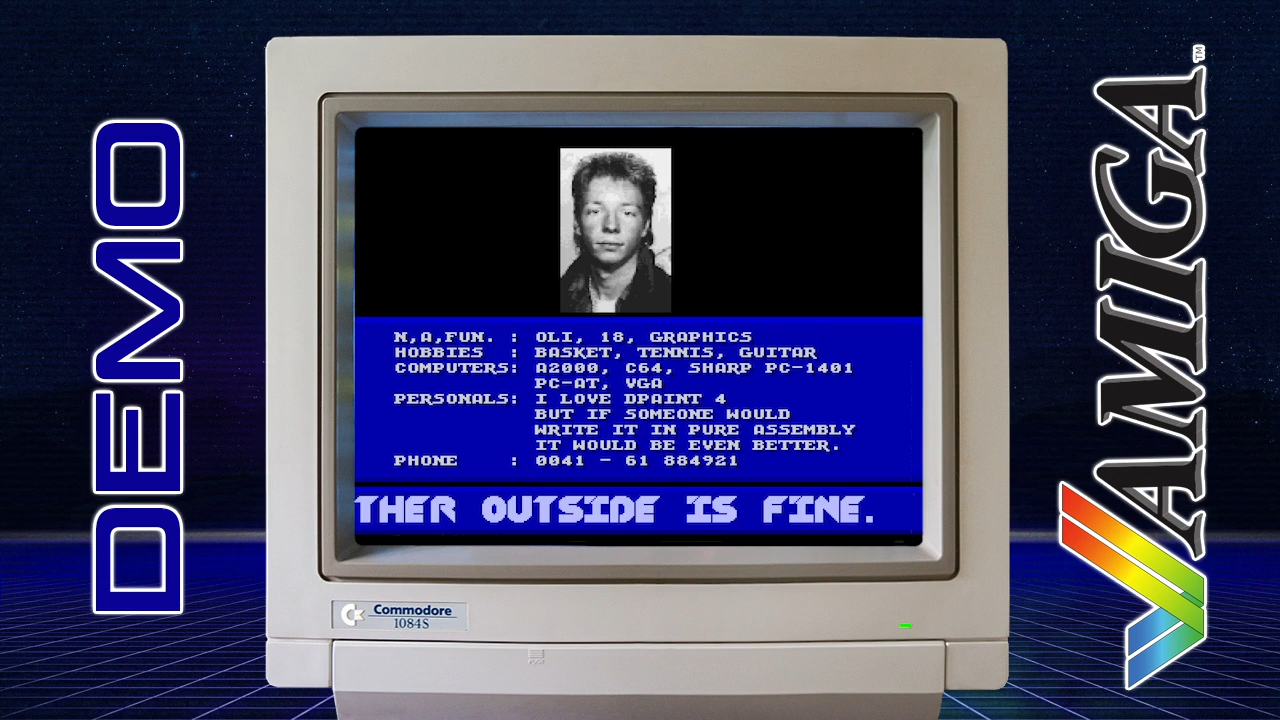 DEMO
N,A,FUN. : OLI, 18, GRAPHICS
HOBBIES : BASKET, TENNIS, GUITAR
COMPUTERS: A2000, C64, SHARP PC-1401
PC-AT, VGA
PERSONALS: I LOVE DPAINT 4
BUT IF SOMEONE WOULD
WRITE IT IN PURE ASSEMBLY
IT WOULD BE EVEN BETTER.
PHONE : 0041 - 61 884921
THER OUTSIDE IS FINE.
Commodore
1084S
AMIGA™